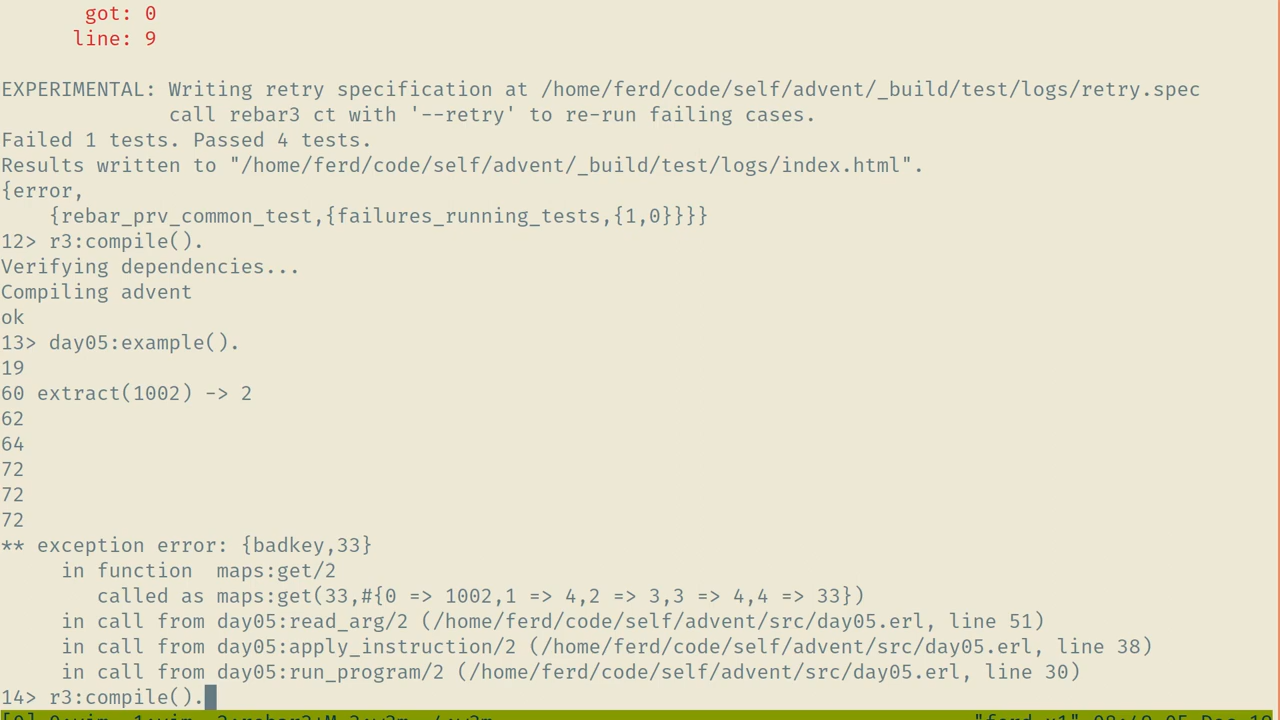 got: 0
line: 9
EXPERIMENTAL: Writing retry specification at /home/ferd/code/self/advent/_build/test/logs/retry.spec
call rebar3 ct with '--retry' to re-run failing cases.
Failed 1 tests. Passed 4 tests.
Results written to "/home/ferd/code/self/advent/_build/test/logs/index.html".
{error,
{rebar_prv_common_test,{failures_running_tests,{1,0}}}}
12> r3:compile().
Verifying dependencies...
Compiling advent
ok
13> day05:example().
19
60 extract(1002) -> 2
62
64
72
72
72
** exception error: {badkey,33}
in function  maps:get/2
called as maps:get(33,#{0 => 1002,1 => 4,2 => 3,3 => 4,4 => 33})
in call from day05:read_arg/2 (/home/ferd/code/self/advent/src/day05.erl, line 51)
in call from day05:apply_instruction/2 (/home/ferd/code/self/advent/src/day05.erl, line 38)
in call from day05:run_program/2 (/home/ferd/code/self/advent/src/day05.erl, line 30)
14> r3:compile().